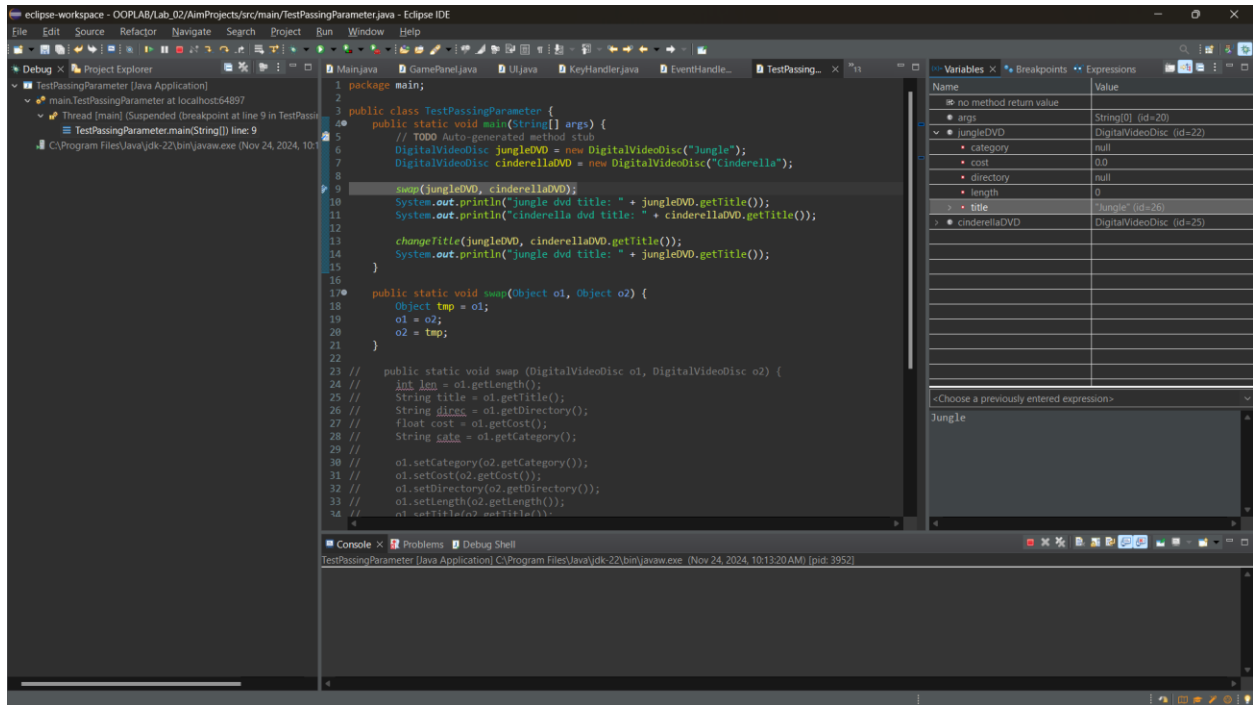 eclipse-workspace - OOPLAB/Lab_02/AimProjects/src/main/TestPassingParameter.java - Eclipse IDE
File Edit Source Refactor Navigate Search Project Run Window Help
Debug Project Explorer
TestPassingParameter [Java Application]
main.TestPassingParameter at localhost:64897
Thread [main] (Suspended (breakpoint at line 9 in TestPassin
TestPassingParameter.main(String[]) line: 9
C:\Program Files\Java\jdk-22\bin\javaw.exe (Nov 24, 2024, 10:1
Main.java GamePanel.java UI.java KeyHandler.java EventHandle... TestPassing... 11
1 package main;
2
3 public class TestPassingParameter {
4 public static void main(String[] args) {
5 // TODO Auto-generated method stub
6 DigitalVideoDisc jungleDVD = new DigitalVideoDisc("Jungle");
7 DigitalVideoDisc cinderellaDVD = new DigitalVideoDisc("Cinderella");
8
9 swap(jungleDVD, cinderellaDVD);
10 System.out.println("jungle dvd title: " + jungleDVD.getTitle());
11 System.out.println("cinderella dvd title: " + cinderellaDVD.getTitle());
12
13 changeTitle(jungleDVD, cinderellaDVD.getTitle());
14 System.out.println("jungle dvd title: " + jungleDVD.getTitle());
15 }
16
17 public static void swap(Object o1, Object o2) {
18 Object tmp = o1;
19 o1 = o2;
20 o2 = tmp;
21 }
22
23 // public static void swap (DigitalVideoDisc o1, DigitalVideoDisc o2) {
24 // int len = o1.getLength();
25 // String title = o1.getTitle();
26 // String direc = o1.getDirectory();
27 // float cost = o1.getCost();
28 // String cate = o1.getCategory();
29 //
30 // o1.setCategory(o2.getCategory());
31 // o1.setCost(o2.getCost());
32 // o1.setDirectory(o2.getDirectory());
33 // o1.setLength(o2.getLength());
34 // o1.setTitle(o2.getTitle());
Variables Breakpoints Expressions
Name Value
no method return value
args String[0] (id=20)
jungleDVD DigitalVideoDisc (id=22)
category null
cost 0.0
directory null
length 0
title "Jungle" (id=26)
cinderellaDVD DigitalVideoDisc (id=25)
<Choose a previously entered expression>
Jungle
Console Problems Debug Shell
TestPassingParameter [Java Application] C:\Program Files\Java\jdk-22\bin\javaw.exe (Nov 24, 2024, 10:13:20 AM) [pid: 3952]